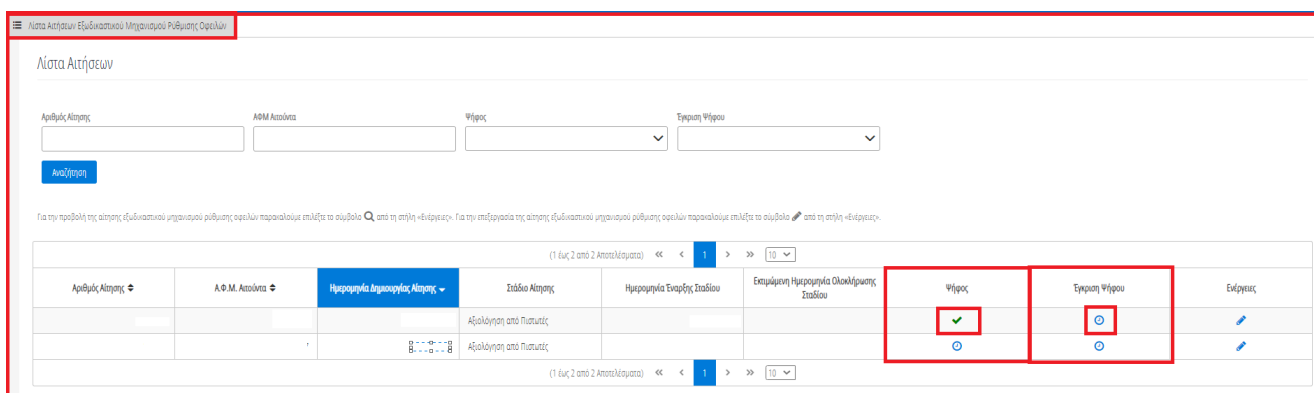 Λίστα Αιτήσεων Εξωδικαστικού Μηχανισμού Ρύθμισης Οφειλών
Λίστα Αιτήσεων
Αριθμός Αίτησης ΑΦΜ Αιτούντα Ψήφος Έγκριση Ψήφου
Αναζήτηση
Για την προβολή της αίτησης εξωδικαστικού μηχανισμού ρύθμισης οφειλών παρακαλούμε επιλέξτε το σύμβολο από τη στήλη «Ενέργειες». Για την επεξεργασία της αίτησης εξωδικαστικού μηχανισμού ρύθμισης οφειλών παρακαλούμε επιλέξτε το σύμβολο από τη στήλη «Ενέργειες».
(1 έως 2 από 2 Αποτελέσματα) 1 10
Αριθμός Αίτησης Α.Φ.Μ. Αιτούντα Ημερομηνία Δημιουργίας Αίτησης Στάδιο Αίτησης Ημερομηνία Έναρξης Σταδίου Εκτιμώμενη Ημερομηνία Ολοκλήρωσης Σταδίου Ψήφος Έγκριση Ψήφου Ενέργειες
Αξιολόγηση από Πιστωτές
Αξιολόγηση από Πιστωτές
(1 έως 2 από 2 Αποτελέσματα) 1 10